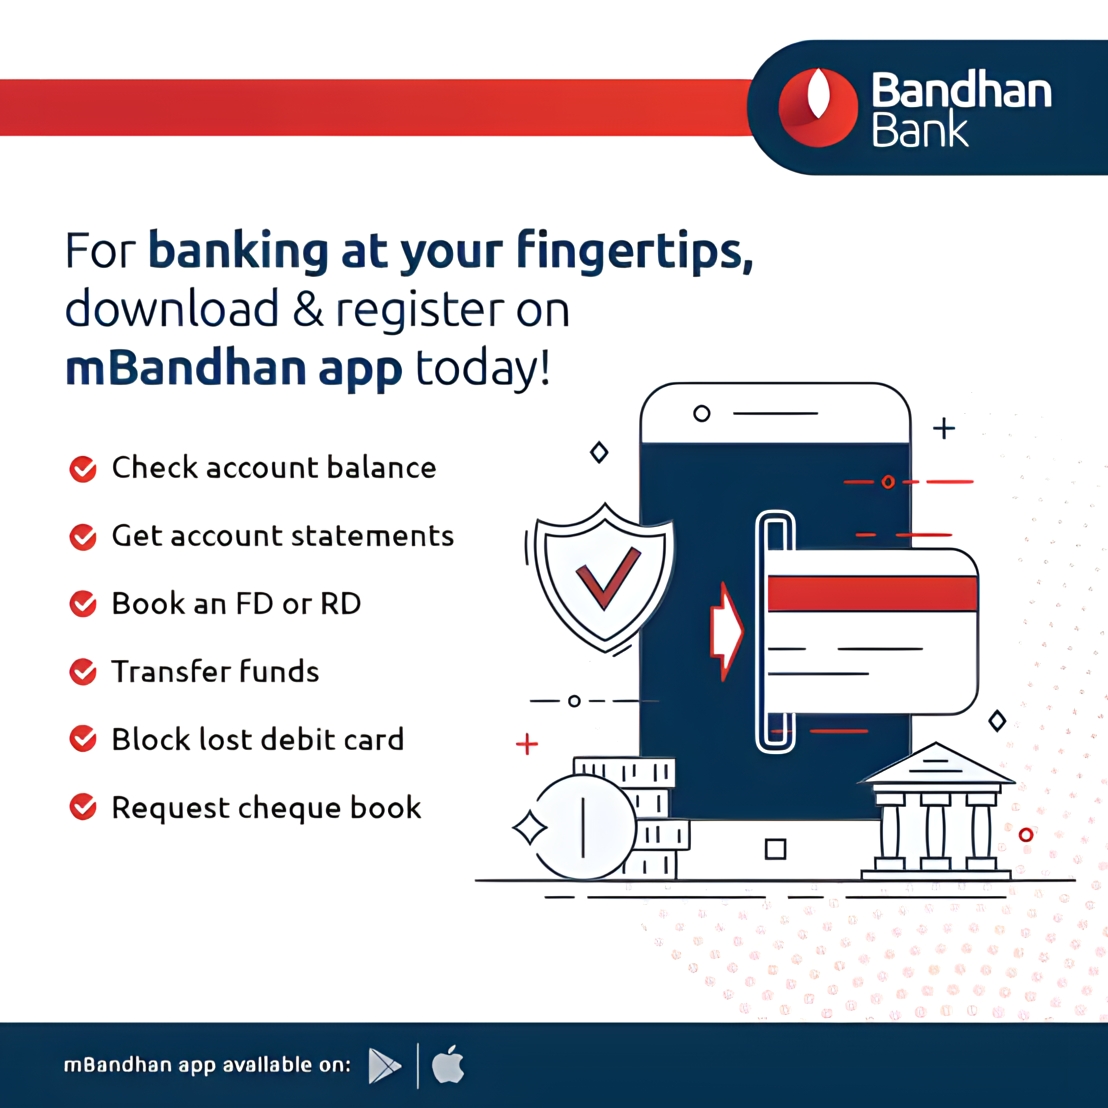 Bandhan
Bank
For banking at your fingertips,
download & register on
mBandhan app today!
Check account balance
Get account statements
Book an FD or RD
Transfer funds
Block lost debit card
Request cheque book
mBandhan app available on: